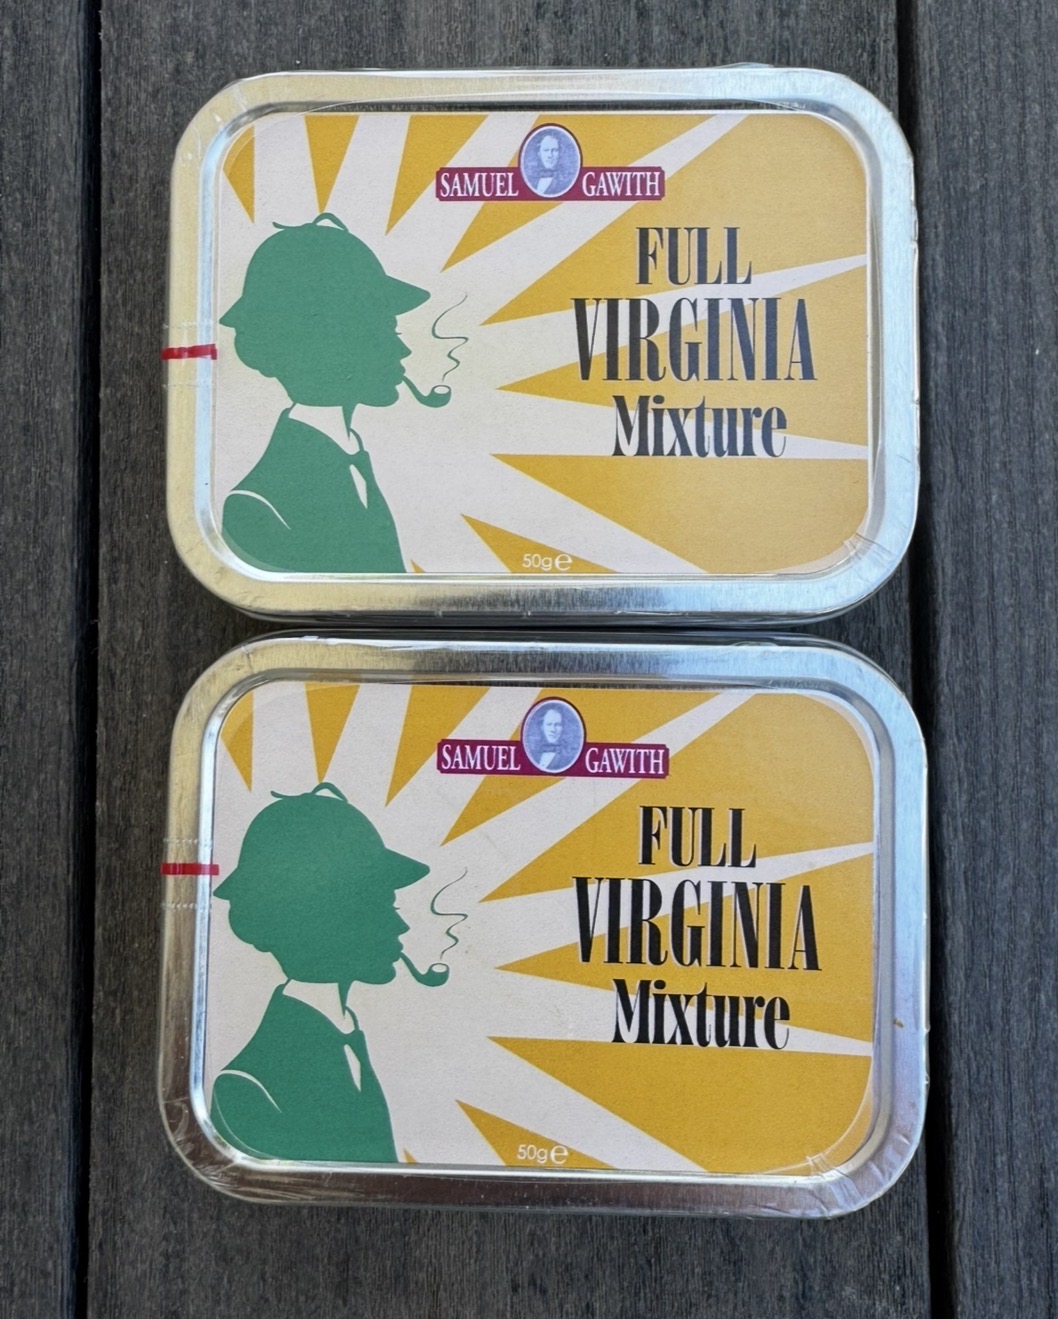 SAMUEL GAWITH
FULL
VIRGINIA
Mixture
50g℮
SAMUEL GAWITH
FULL
VIRGINIA
Mixture
50g℮